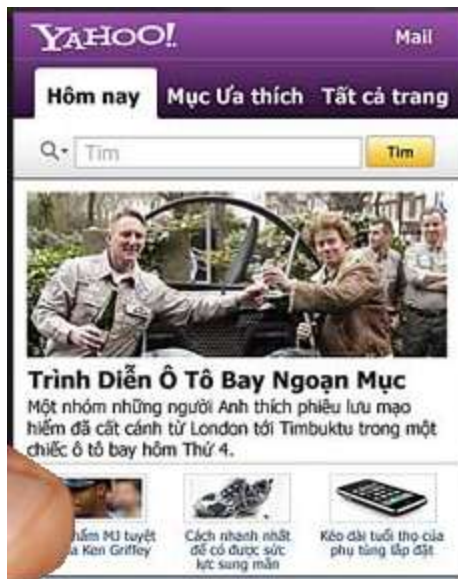 YAHOO!
Mail
Hôm nay
Mục Ưa thích
Tất cả trang
Tìm
Tìm
Trình Diễn Ô Tô Bay Ngoạn Mục
Một nhóm những người Anh thích phiêu lưu mạo
hiểm đã cất cánh từ London tới Timbuktu trong một
chiếc ô tô bay hôm Thứ 4.
MJ tuyệt
Ken Griffey
Cách nhanh nhất
để có được sức
lực sung mãn
Kéo dài tuổi thọ của
phụ tùng lắp đặt